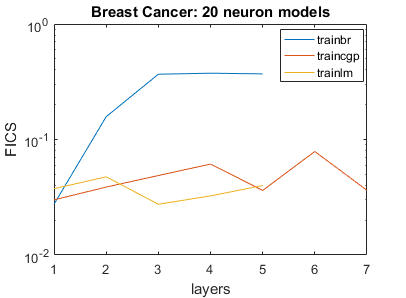 Breast Cancer: 20 neuron models
10^0
10^-1
10^-2
FICS
trainbr
traincgp
trainlm
1 2 3 4 5 6 7
layers